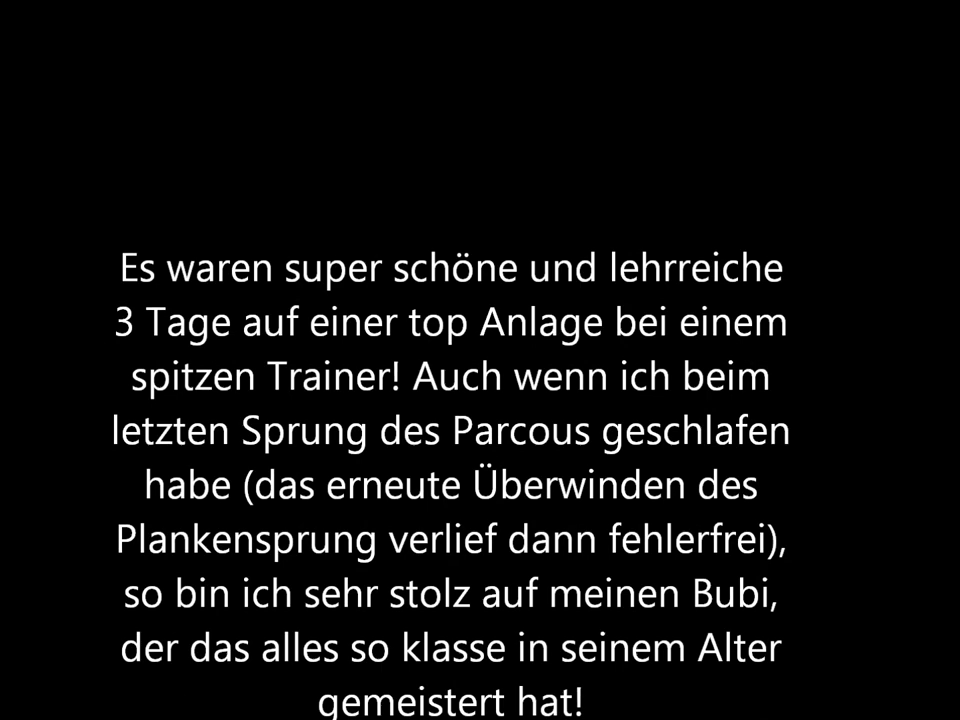 Es waren super schöne und lehrreiche
3 Tage auf einer top Anlage bei einem
spitzen Trainer! Auch wenn ich beim
letzten Sprung des Parcous geschlafen
habe (das erneute Überwinden des
Plankensprung verlief dann fehlerfrei),
so bin ich sehr stolz auf meinen Bubi,
der das alles so klasse in seinem Alter
gemeistert hat!